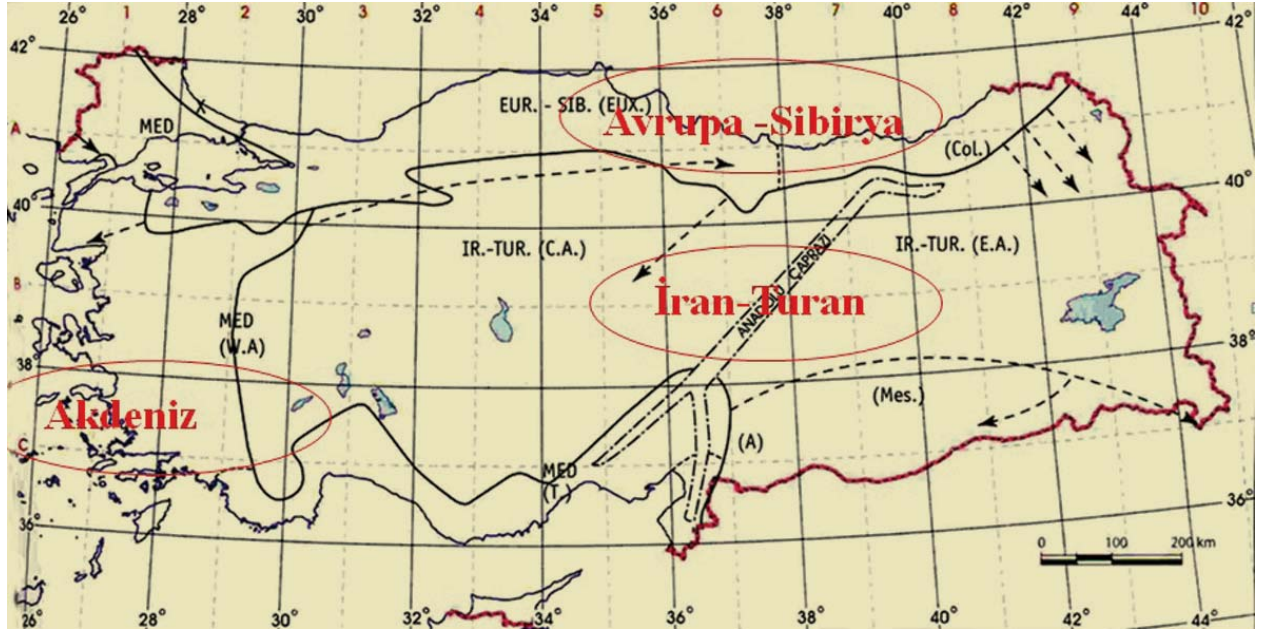 26° 1 28° 2 30° 3 32° 4 34° 5 36° 6 38° 7 40° 8 42° 9 44° 10
42°
42°
X
EUR. - SIB. (EUX.)
Avrupa -Sibirya
A
MED
(Col.)
40°
40°
IR.-TUR. (C.A.)
IR.-TUR. (E.A.)
ANADOLU ÇAPRAZI
B
İran-Turan
MED
(W.A)
38
38°
(Mes.)
Akdeniz
C
(A)
MED
(T.)
36°
36°
0 100 200 km
26° 28° 30° 32° 34° 36° 38° 40° 42° 44°